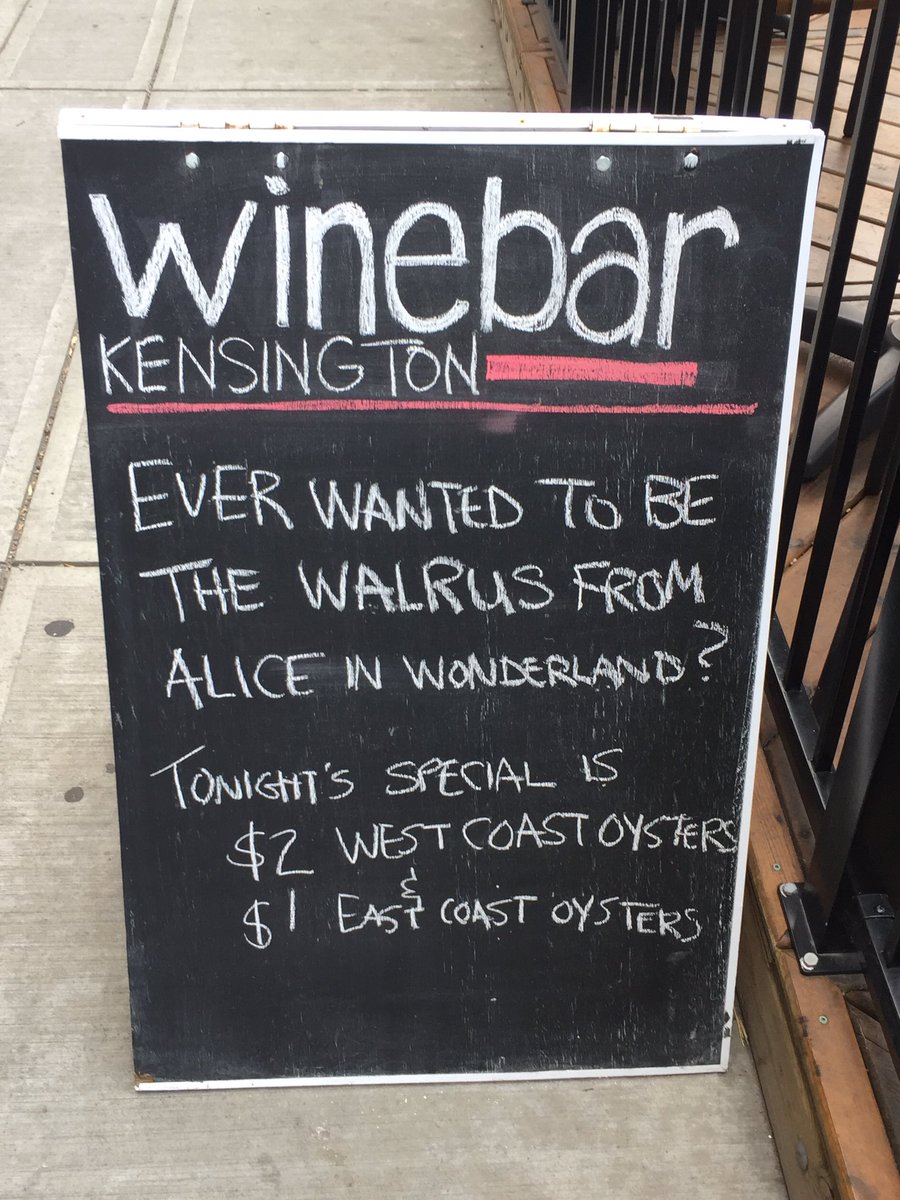 winebar
KENSINGTON
EVER WANTED TO BE
THE WALRUS FROM
ALICE IN WONDERLAND?
TONIGHT'S SPECIAL IS
$2 WEST COAST OYSTERS
&
$1 EAST COAST OYSTERS